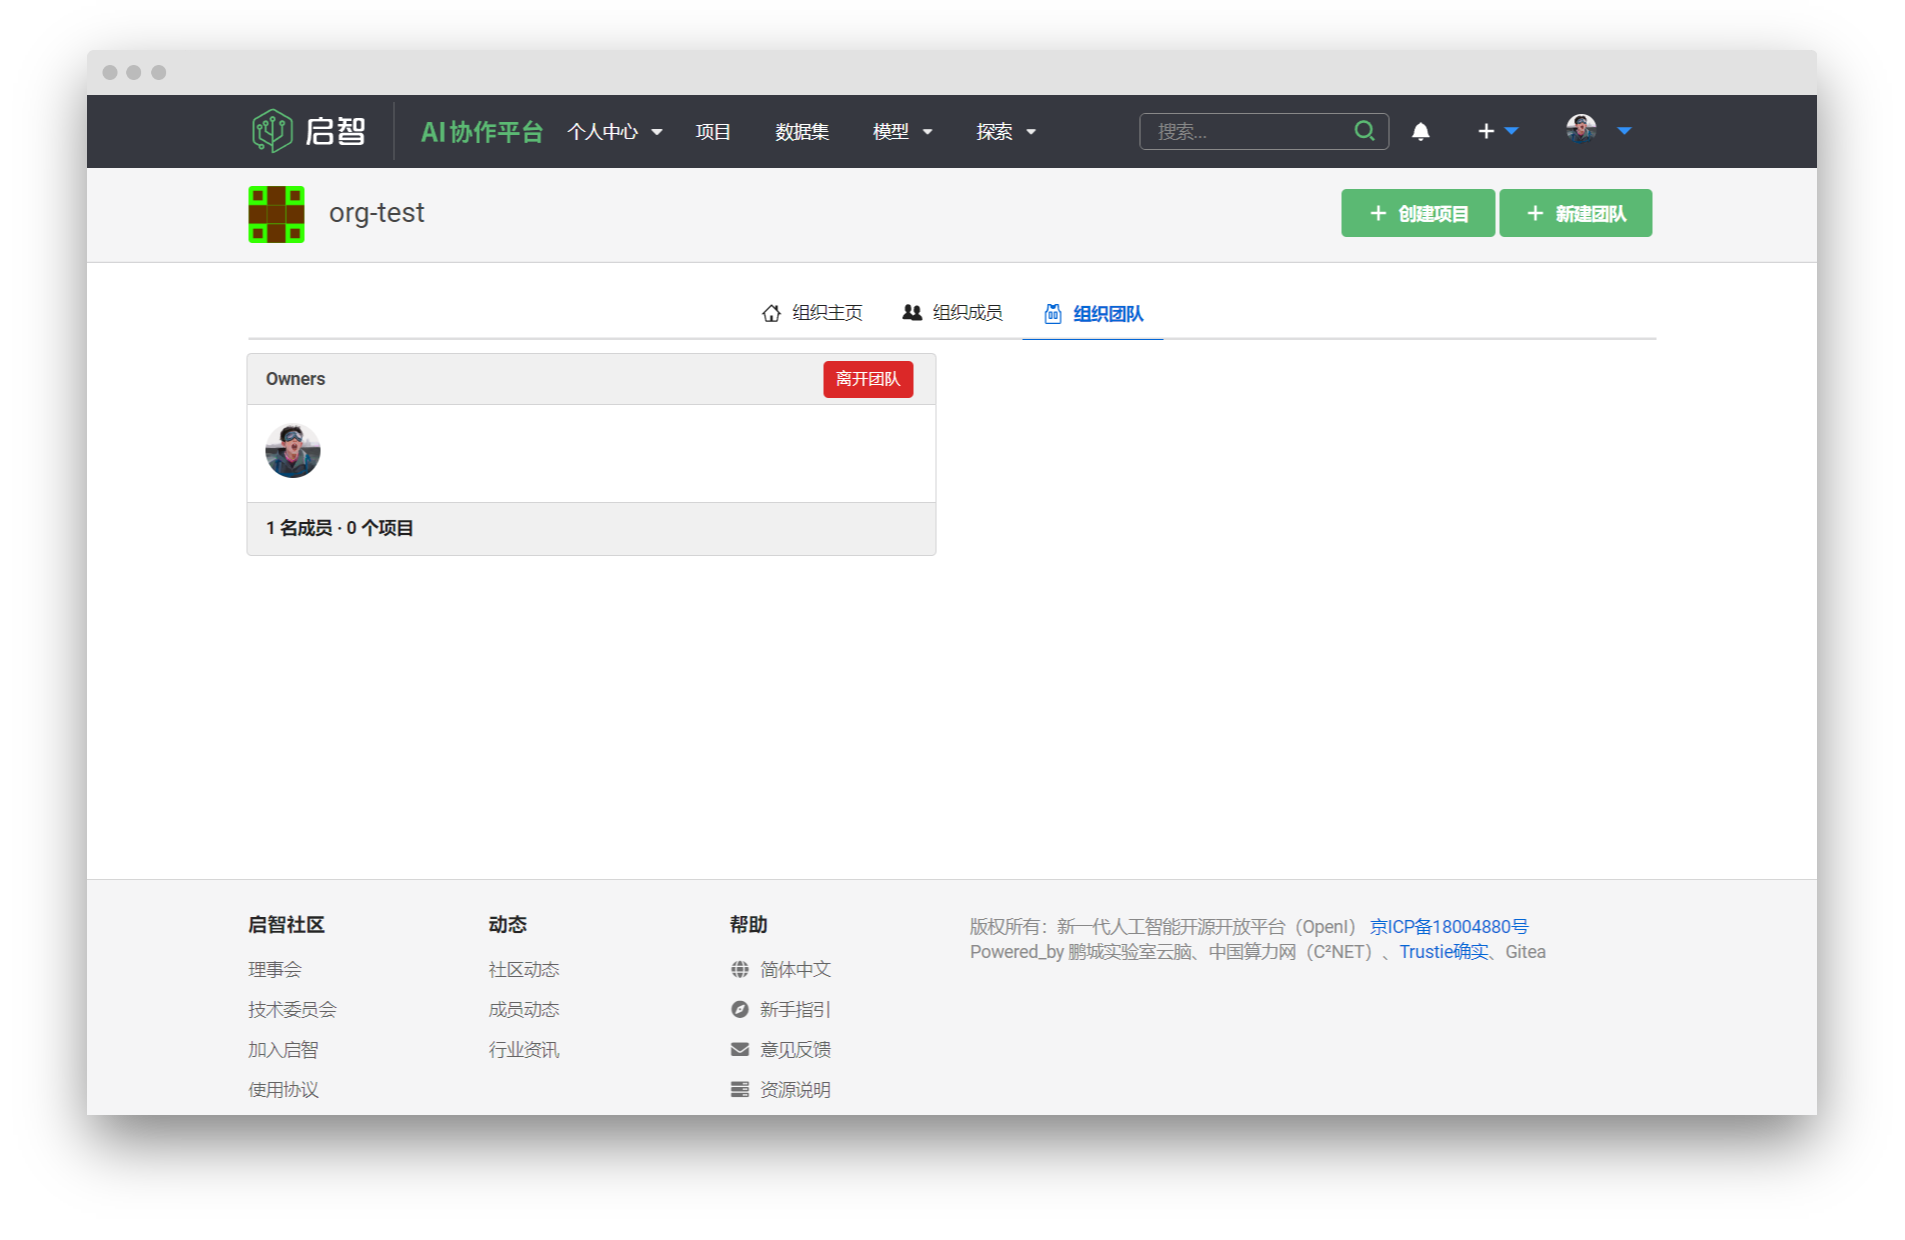 启智 AI协作平台 个人中心 项目 数据集 模型 探索 搜索...
org-test
创建项目 新建团队
组织主页 组织成员 组织团队
Owners 离开团队
1 名成员 · 0 个项目
启智社区
理事会
技术委员会
加入启智
使用协议
动态
社区动态
成员动态
行业资讯
帮助
简体中文
新手指引
意见反馈
资源说明
版权所有：新一代人工智能开源开放平台（OpenI） 京ICP备18004880号
Powered_by 鹏城实验室云脑、中国算力网（C²NET）、Trustie确实、Gitea